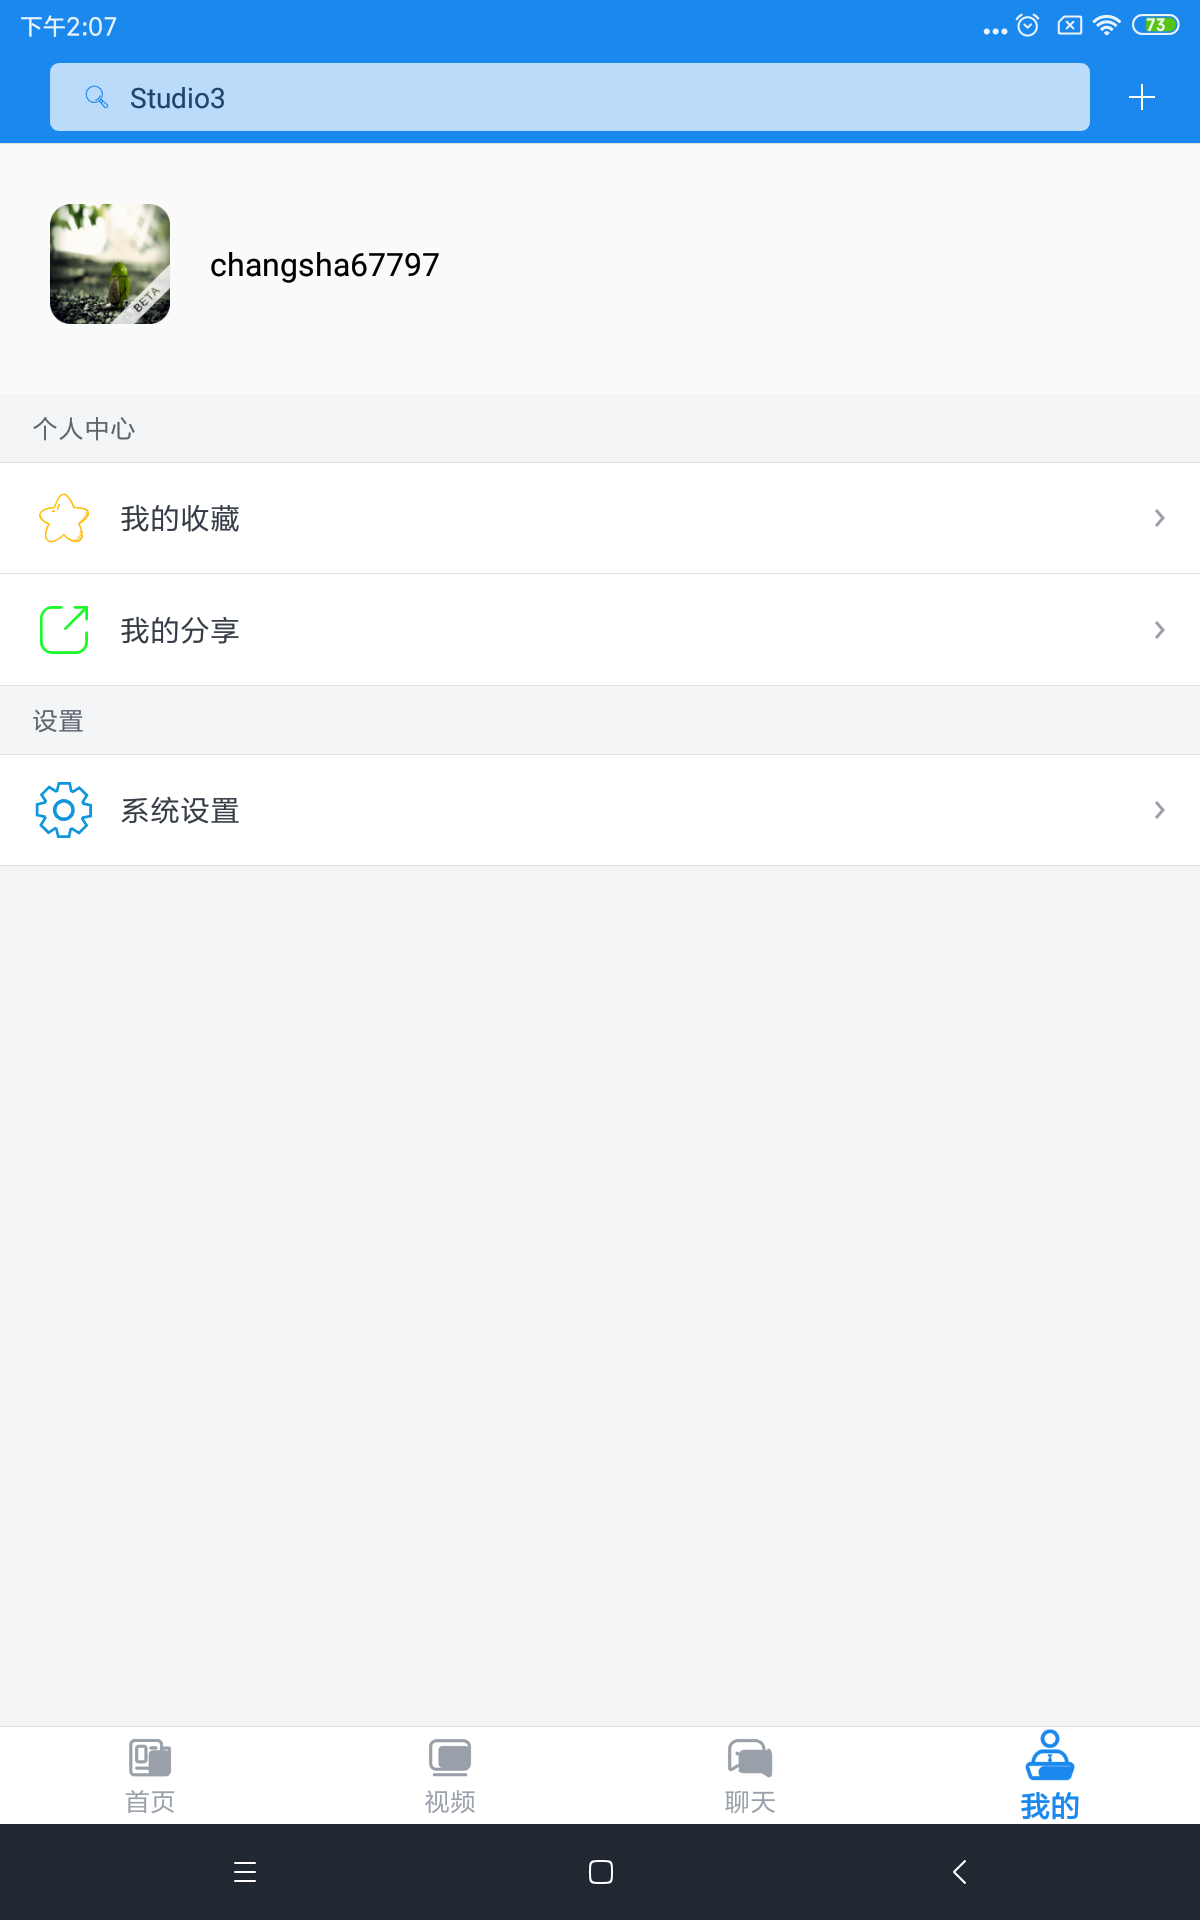 下午2:07
73
Studio3
BETA
changsha67797
个人中心
我的收藏
我的分享
设置
系统设置
首页
视频
聊天
我的